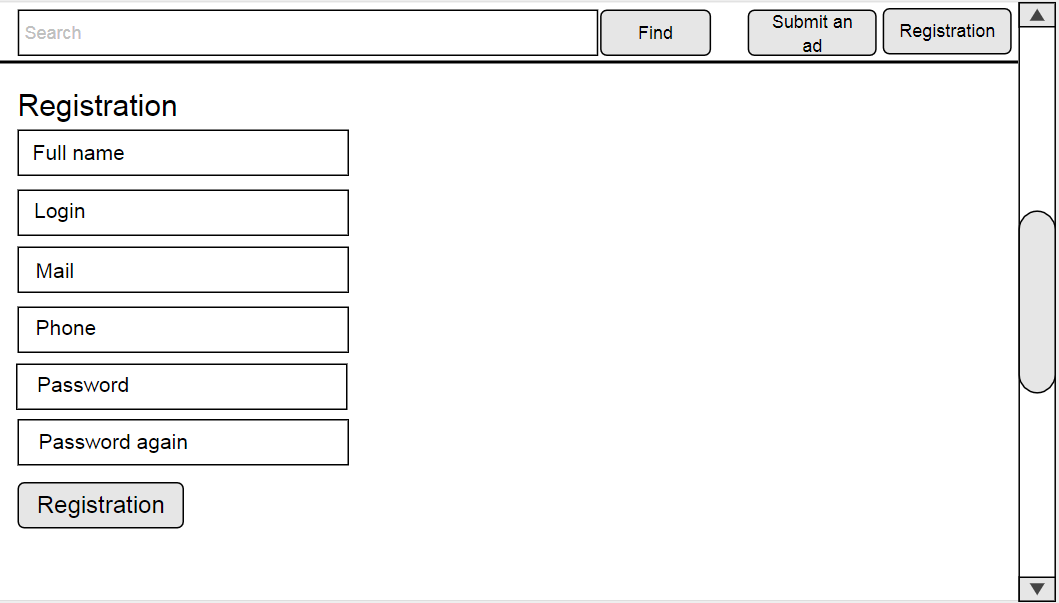 Search
Find
Submit an
ad
Registration
Registration
Full name
Login
Mail
Phone
Password
Password again
Registration